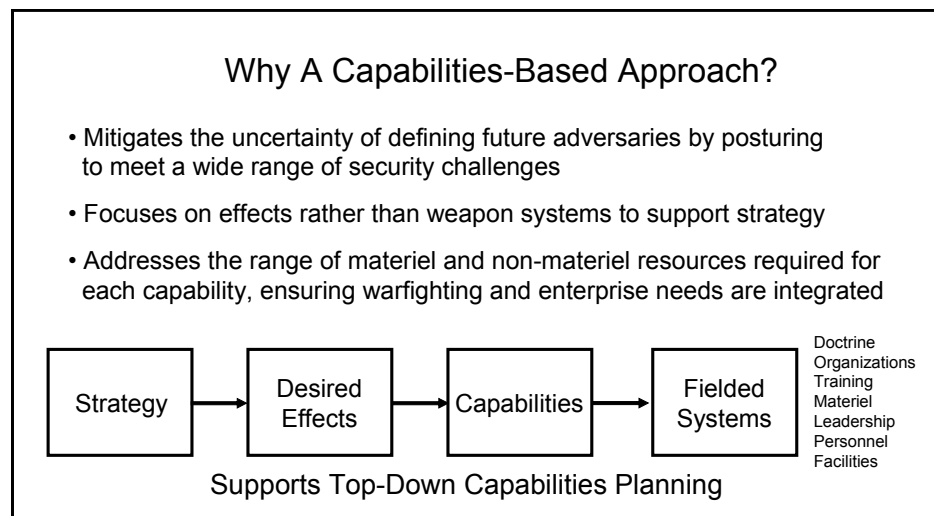 Why A Capabilities-Based Approach?
• Mitigates the uncertainty of defining future adversaries by posturing
to meet a wide range of security challenges
• Focuses on effects rather than weapon systems to support strategy
• Addresses the range of materiel and non-materiel resources required for
each capability, ensuring warfighting and enterprise needs are integrated
Strategy
Desired
Effects
Capabilities
Fielded
Systems
Doctrine
Organizations
Training
Materiel
Leadership
Personnel
Facilities
Supports Top-Down Capabilities Planning